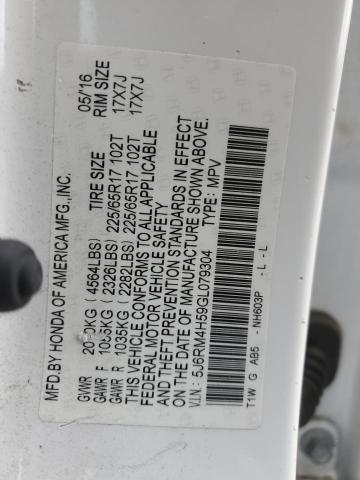 MFD.BY HONDA OF AMERICA MFG.,INC. 05/'16
GVWR ( 4564LBS) TIRE SIZE RIM SIZE
GAWR F ( 2326LBS) 225/65R17 102T 17X7J
GAWR R 1035KG ( 2282LBS) 225/65R17 102T 17X7J
THIS VEHICLE CONFORMS TO ALL APPLICABLE
FEDERAL MOTOR VEHICLE SAFETY AND
THEFT PREVENTION STANDARDS IN EFFECT
ON THE DATE OF MANUFACTURE SHOWN ABOVE.
V.I.N.: 5J6RM4H59GL079304 TYPE: MPV
T1W G AB5 - NH603P - L - L